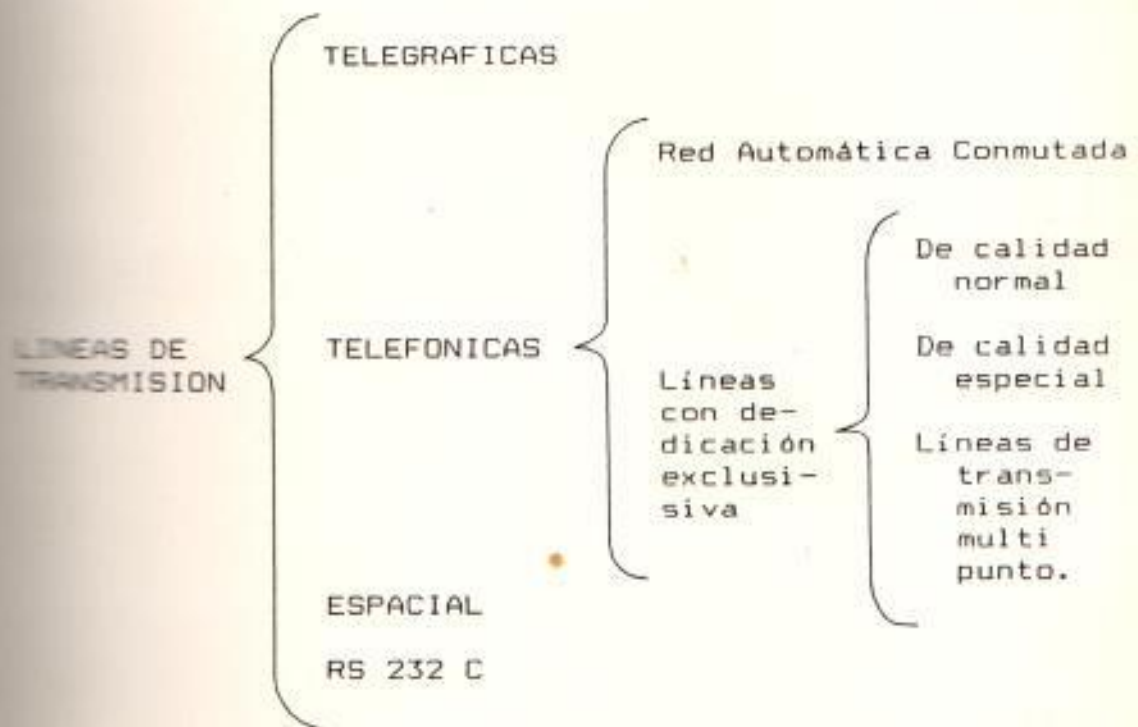 TELEGRAFICAS
Red Automática Conmutada
De calidad
normal
LINEAS DE
TRANSMISION
TELEFONICAS
De calidad
especial
Líneas
con de-
dicación
exclusi-
siva
Líneas de
trans-
misión
multi
punto.
ESPACIAL
RS 232 C